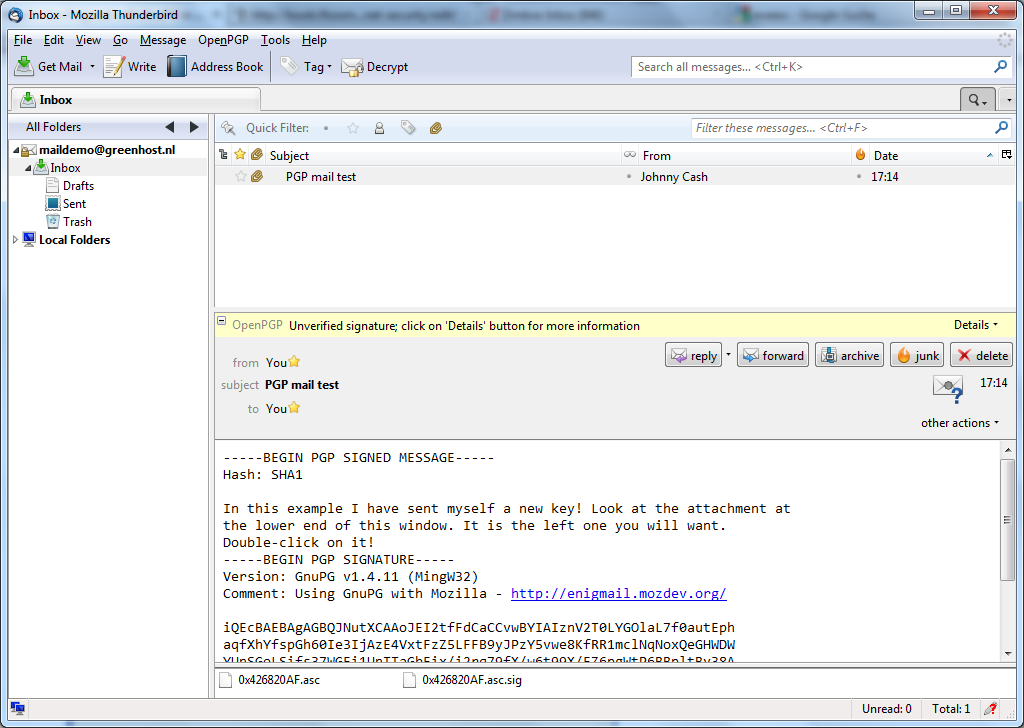 Inbox - Mozilla Thunderbird
File Edit View Go Message OpenPGP Tools Help
Get Mail Write Address Book Tag Decrypt Search all messages... <Ctrl+K>
Inbox
All Folders Quick Filter: Filter these messages... <Ctrl+F>
maildemo@greenhost.nl
Inbox
Drafts
Sent
Trash
Local Folders
Subject From Date
PGP mail test Johnny Cash 17:14
OpenPGP Unverified signature; click on 'Details' button for more information Details
reply forward archive junk delete
from You
subject PGP mail test 17:14
to You
other actions
-----BEGIN PGP SIGNED MESSAGE-----
Hash: SHA1
In this example I have sent myself a new key! Look at the attachment at
the lower end of this window. It is the left one you will want.
Double-click on it!
-----BEGIN PGP SIGNATURE-----
Version: GnuPG v1.4.11 (MingW32)
Comment: Using GnuPG with Mozilla - http://enigmail.mozdev.org/
iQEcBAEBAgAGBQJNutXCAAoJEI2tfFdCaCCvwBYIAIznV2T0LYGOlaL7f0autEph
aqfXhYfspGh60Ie3IjAzE4VxtFzZ5LFFB9yJPzY5vwe8KfRR1mclNqNoxQeGHWDW
0x426820AF.asc 0x426820AF.asc.sig
Unread: 0 Total: 1